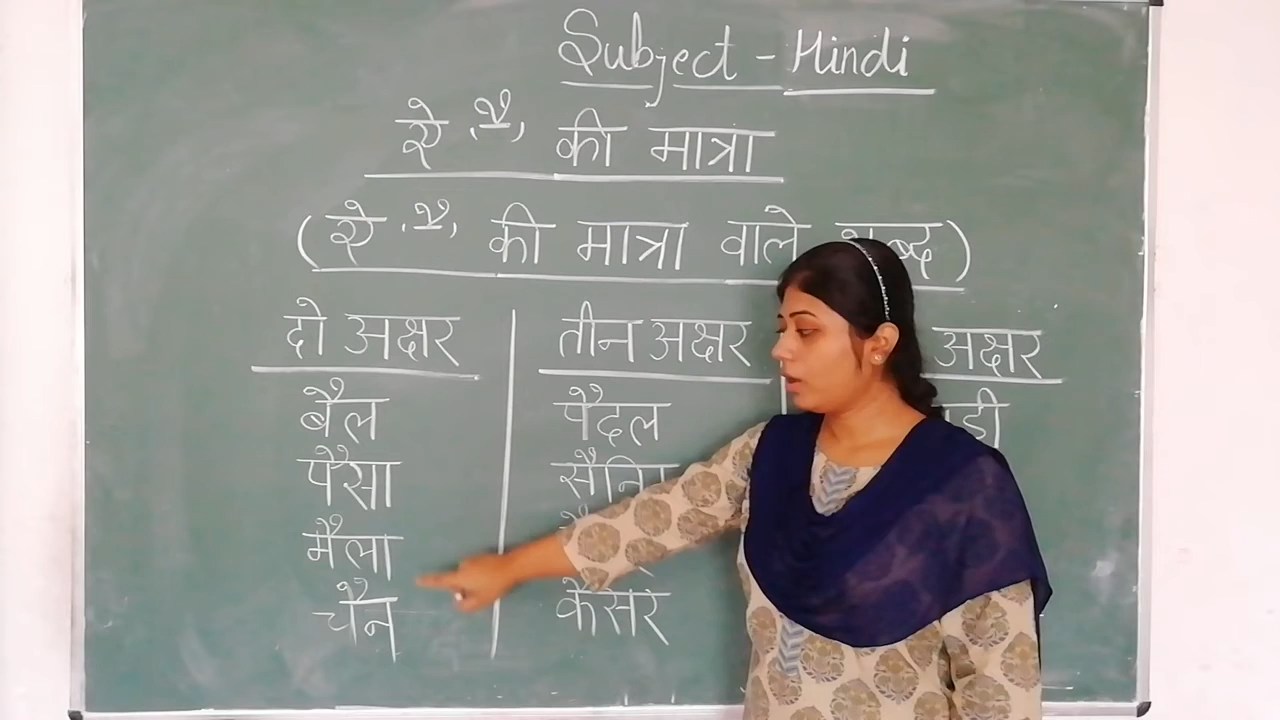 Subject - Hindi
ऐ 'ै' की मात्रा
(ऐ 'ै' की मात्रा वाले शब्द)
दो अक्षर तीन अक्षर अक्षर
बैल पैदल
पैसा
मैला
चैन कैसर